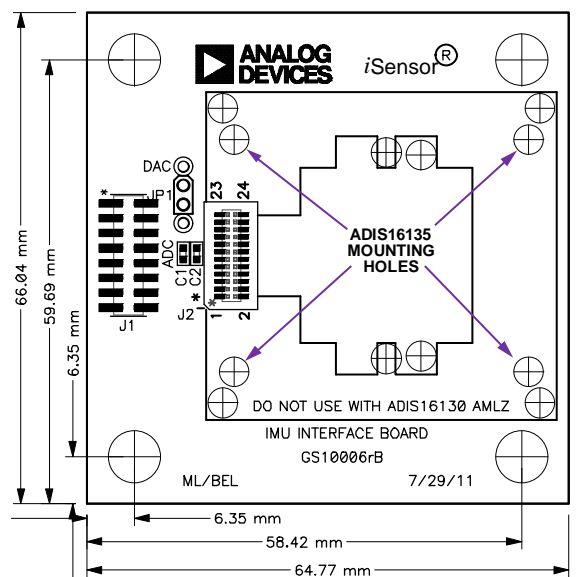 ANALOG
DEVICES
iSensor®
DAC
JP1
*
23 24
ADC
C1
C2
*
*
J2
1
2
J1
ADIS16135
MOUNTING
HOLES
DO NOT USE WITH ADIS16130 AMLZ
IMU INTERFACE BOARD
GS10006rB
ML/BEL
7/29/11
66.04 mm
59.69 mm
6.35 mm
6.35 mm
58.42 mm
64.77 mm